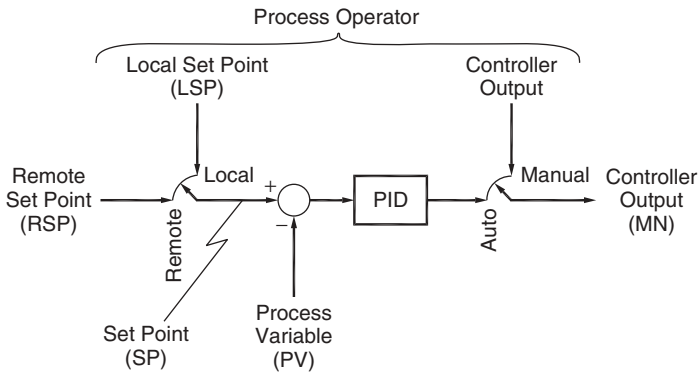 Process Operator
Local Set Point
(LSP)
Controller
Output
Remote
Set Point
(RSP)
Local
Remote
+
−
PID
Auto
Manual
Controller
Output
(MN)
Set Point
(SP)
Process
Variable
(PV)